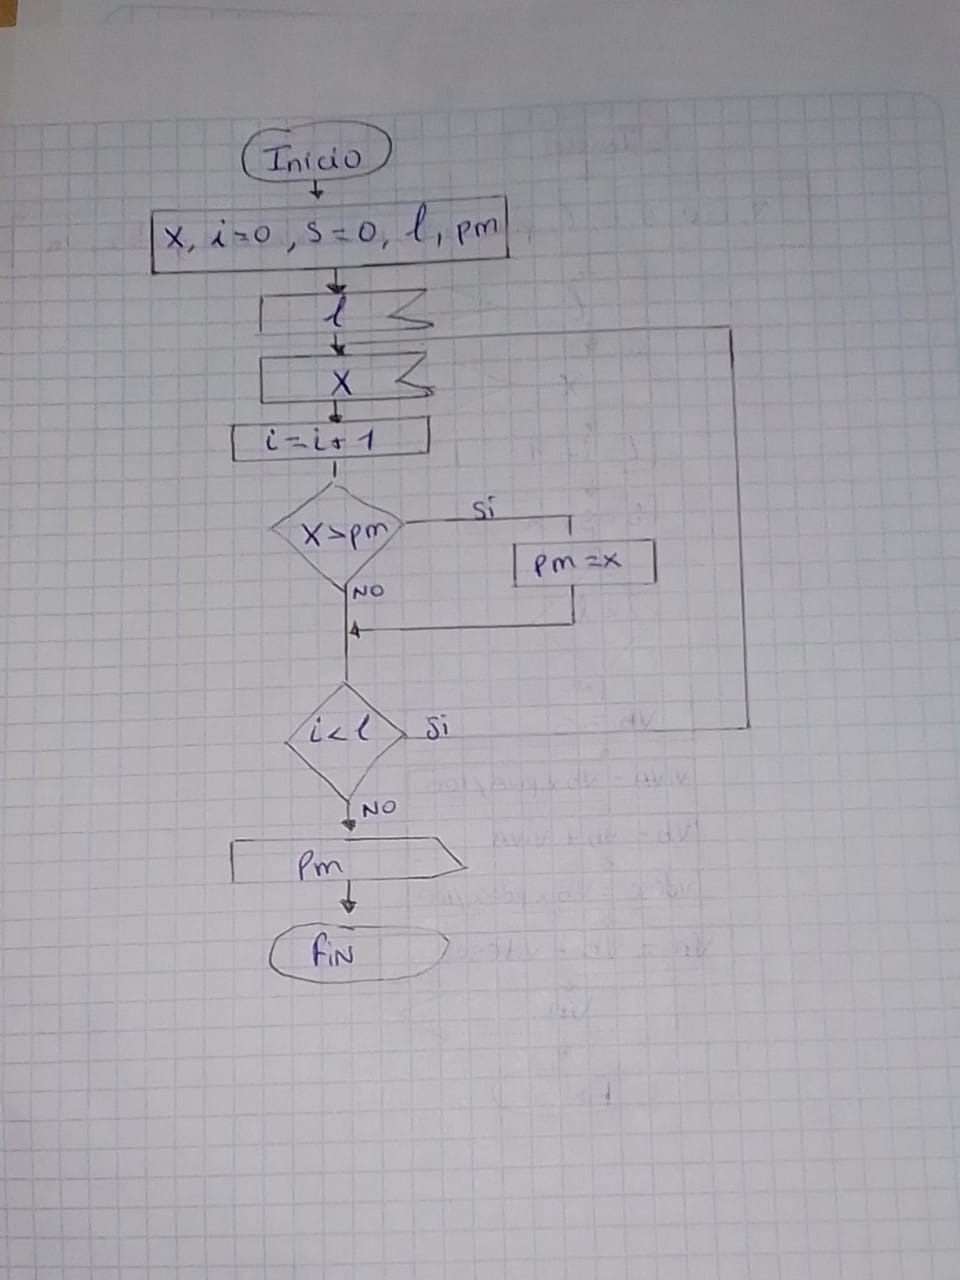 Inicio
x, i=0, s=0, l, pm
l
x
i=i+1
x>pm
Si
pm=x
NO
i<l Si
NO
Pm
FiN